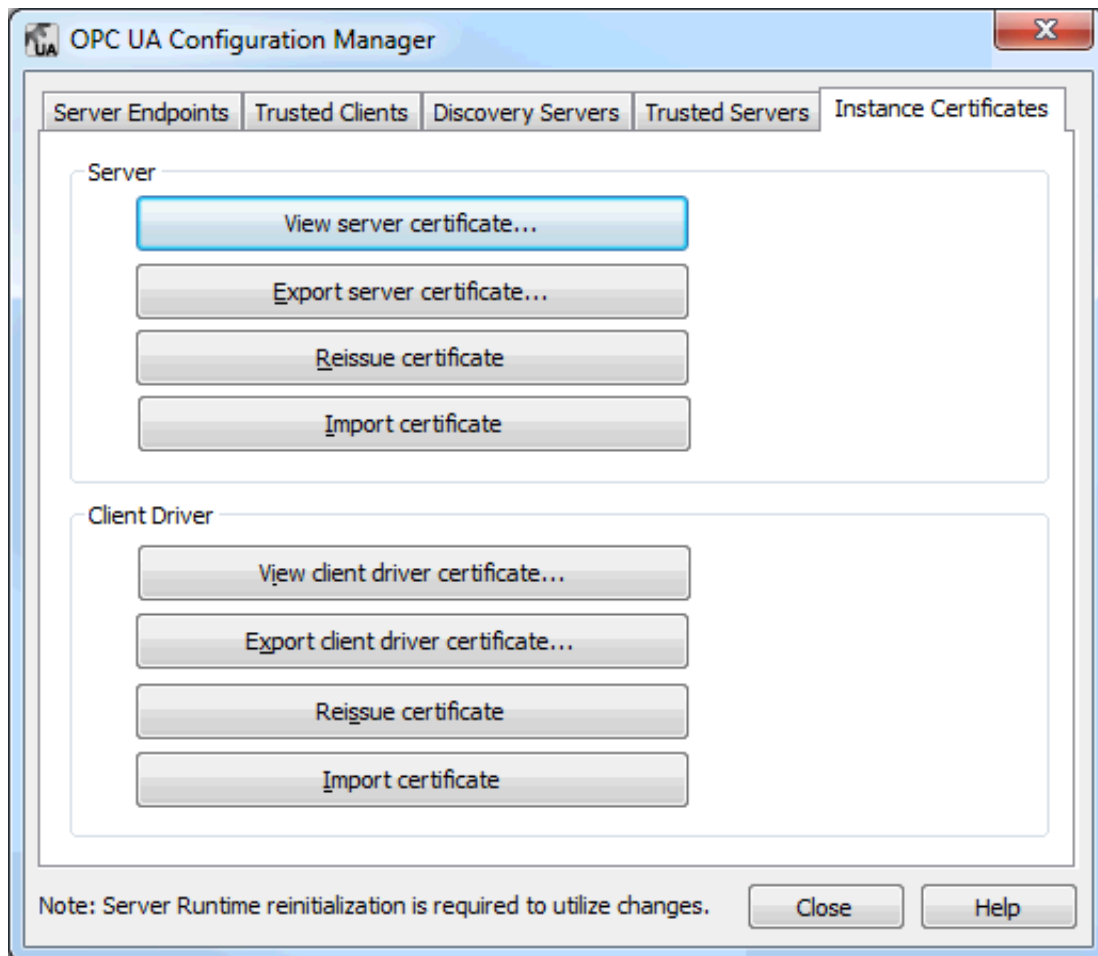 UA
OPC UA Configuration Manager
X
Server Endpoints
Trusted Clients
Discovery Servers
Trusted Servers
Instance Certificates
Server
View server certificate...
Export server certificate...
Reissue certificate
Import certificate
Client Driver
View client driver certificate...
Export client driver certificate...
Reissue certificate
Import certificate
Note: Server Runtime reinitialization is required to utilize changes.
Close
Help